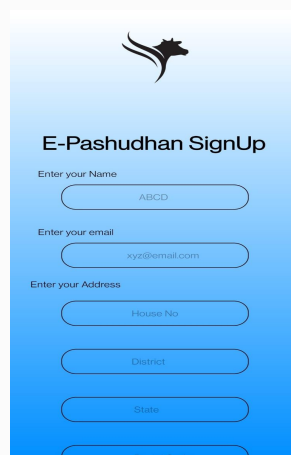 E-Pashudhan SignUp
Enter your Name
ABCD
Enter your email
xyz@email.com
Enter your Address
House No
District
State